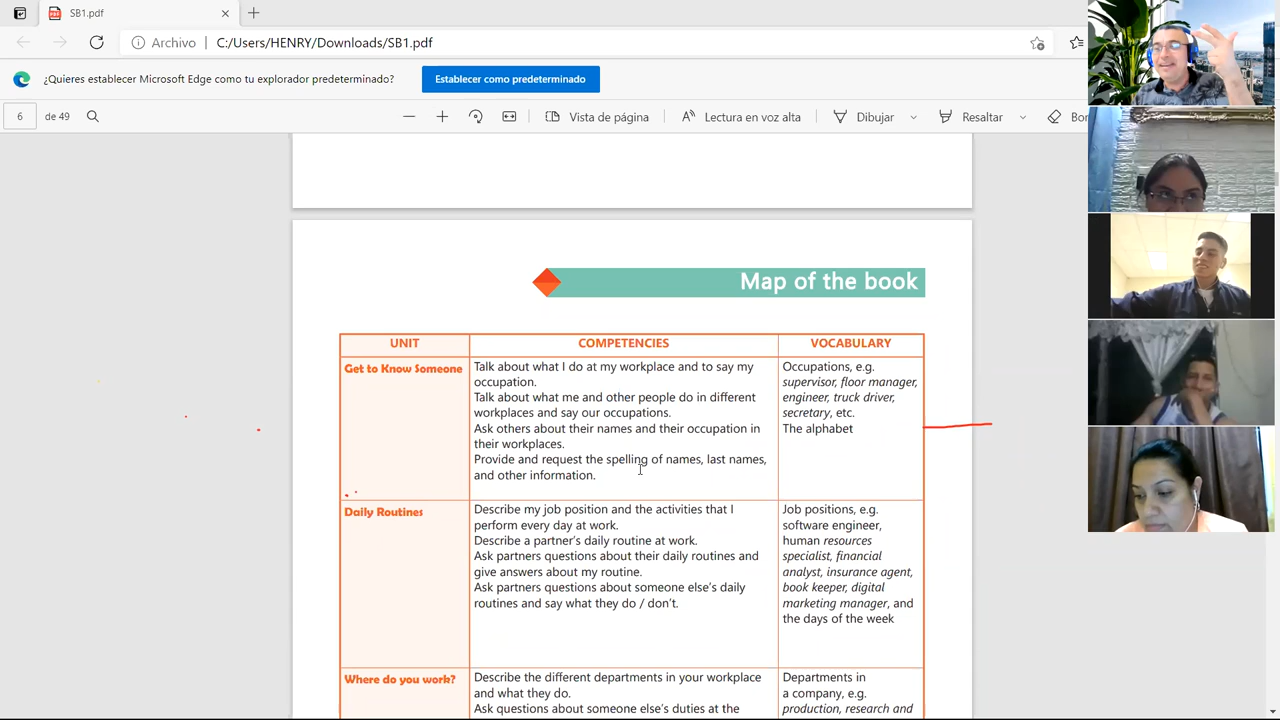 SB1.pdf
Archivo C:/Users/HENRY/Downloads/SB1.pdf
¿Quieres establecer Microsoft Edge como tu explorador predeterminado? Establecer como predeterminado
6 de 49 Vista de página Lectura en voz alta Dibujar Resaltar
Map of the book
UNIT COMPETENCIES VOCABULARY
Get to Know Someone
Talk about what I do at my workplace and to say my
occupation.
Talk about what me and other people do in different
workplaces and say our occupations.
Ask others about their names and their occupation in
their workplaces.
Provide and request the spelling of names, last names,
and other information.
Occupations, e.g.
supervisor, floor manager,
engineer, truck driver,
secretary, etc.
The alphabet
Daily Routines
Describe my job position and the activities that I
perform every day at work.
Describe a partner's daily routine at work.
Ask partners questions about their daily routines and
give answers about my routine.
Ask partners questions about someone else's daily
routines and say what they do / don't.
Job positions, e.g.
software engineer,
human resources
specialist, financial
analyst, insurance agent,
book keeper, digital
marketing manager, and
the days of the week
Where do you work?
Describe the different departments in your workplace
and what they do.
Ask questions about someone else's duties at the
Departments in
a company, e.g.
production, research and